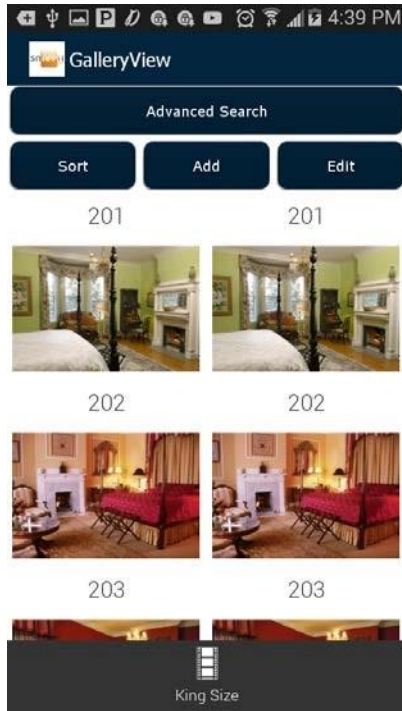 4:39 PM
GalleryView
Advanced Search
Sort Add Edit
201 201
202 202
203 203
King Size